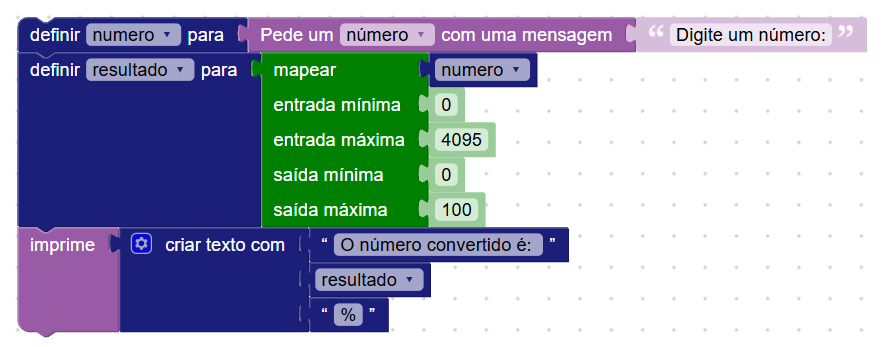 definir numero para Pede um número com uma mensagem “ Digite um número: ”
definir resultado para mapear numero
entrada mínima 0
entrada máxima 4095
saída mínima 0
saída máxima 100
imprime criar texto com “ O número convertido é: ”
resultado
“ % ”